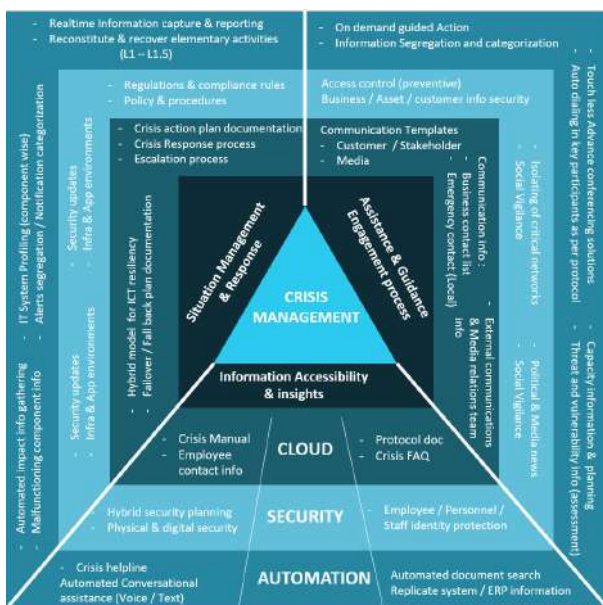 - Realtime Information capture & reporting
- Reconstitute & recover elementary activities
(L1 – L1.5)
- On demand guided Action
- Information Segregation and categorization
- Regulations & compliance rules
- Policy & procedures
Access control (preventive)
Business / Asset / customer info security
- Crisis action plan documentation
- Crisis Response process
- Escalation process
Communication Templates
- Customer / Stakeholder
- Media
- IT System Profiling (component wise)
- Alerts segregation / Notification categorization
- Automated impact info gathering
- Malfunctioning component info
- Security updates
- Infra & App environments
- Security updates
- Infra & App environments
- Hybrid model for ICT resiliency
- Failover / Fall back plan documentation
Situation Management
& Response
Assistance & Guidance
Engagement process
CRISIS
MANAGEMENT
Information Accessibility
& insights
Communication info :
- Business contact list
- Emergency contact (Local)
- External communications
& Media relations team
info
- Isolating of critical networks
- Social Vigilance
- Political & Media news
- Social Vigilance
- Touch less Advance conferencing solutions
- Auto dialing in key participants as per protocol
- Capacity information & planning
- Threat and vulnerability info (assessment)
- Crisis Manual
- Employee
contact info
CLOUD
- Protocol doc
- Crisis FAQ
- Hybrid security planning
- Physical & digital security
SECURITY
- Employee / Personnel /
Staff identity protection
- Crisis helpline
Automated Conversational
assistance (Voice / Text)
AUTOMATION
Automated document search
Replicate system / ERP information